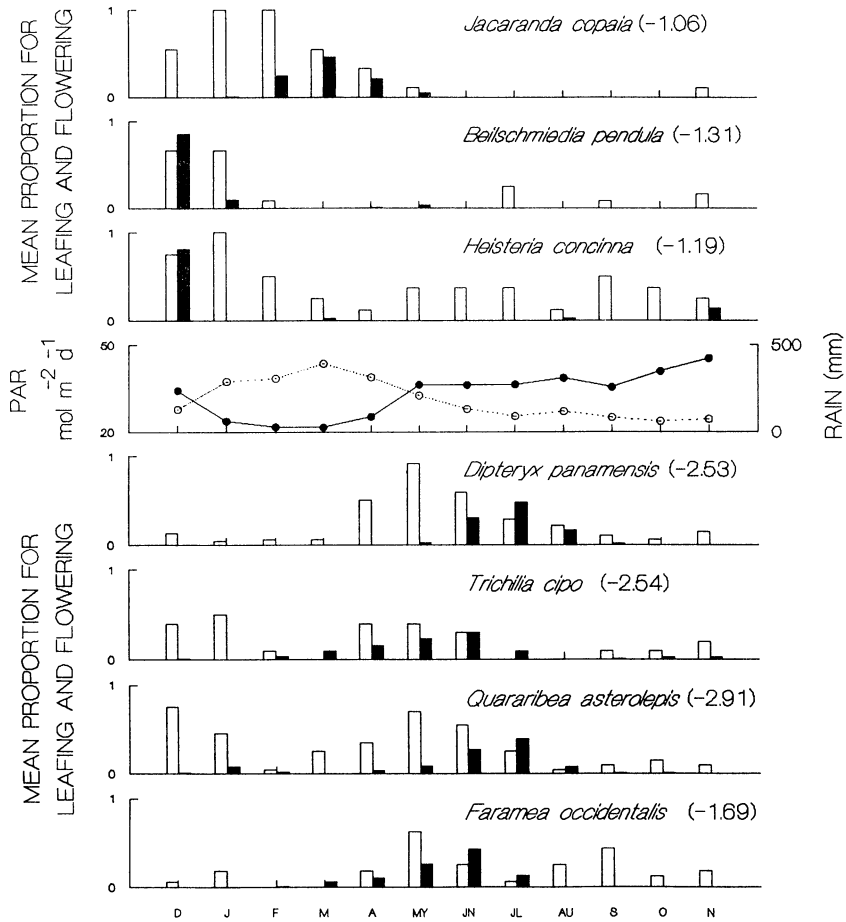 MEAN PROPORTION FOR
LEAFING AND FLOWERING
1
0
Jacaranda copaia (-1.06)
1
0
Beilschmiedia pendula (-1.31)
1
0
Heisteria concinna (-1.19)
PAR
mol m⁻² d⁻¹
50
20
500
0
RAIN (mm)
MEAN PROPORTION FOR
LEAFING AND FLOWERING
1
0
Dipteryx panamensis (-2.53)
1
0
Trichilia cipo (-2.54)
1
0
Quararibea asterolepis (-2.91)
1
0
Faramea occidentalis (-1.69)
D J F M A MY JN JL AU S O N